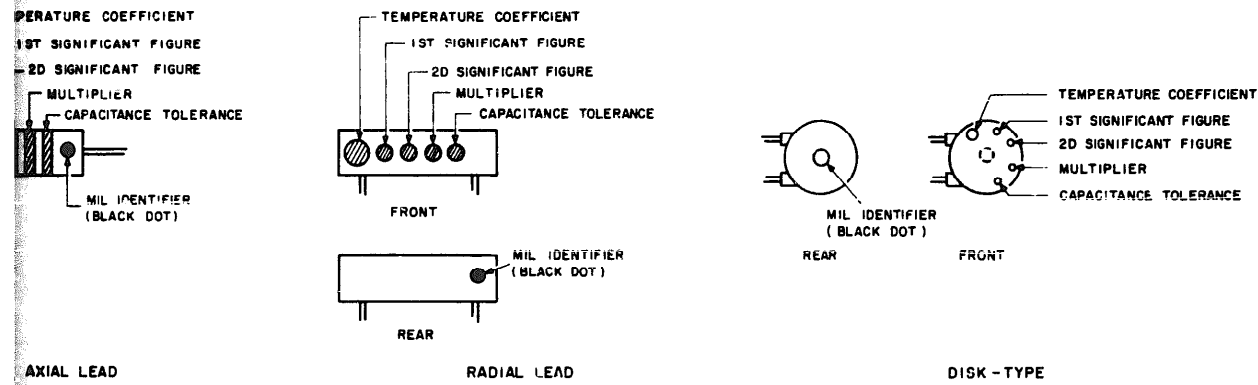 PERATURE COEFFICIENT
1ST SIGNIFICANT FIGURE
2D SIGNIFICANT FIGURE
MULTIPLIER
CAPACITANCE TOLERANCE
MIL IDENTIFIER
(BLACK DOT)
AXIAL LEAD
TEMPERATURE COEFFICIENT
1ST SIGNIFICANT FIGURE
2D SIGNIFICANT FIGURE
MULTIPLIER
CAPACITANCE TOLERANCE
FRONT
MIL IDENTIFIER
(BLACK DOT)
REAR
RADIAL LEAD
TEMPERATURE COEFFICIENT
1ST SIGNIFICANT FIGURE
2D SIGNIFICANT FIGURE
MULTIPLIER
CAPACITANCE TOLERANCE
MIL IDENTIFIER
(BLACK DOT)
REAR
FRONT
DISK-TYPE